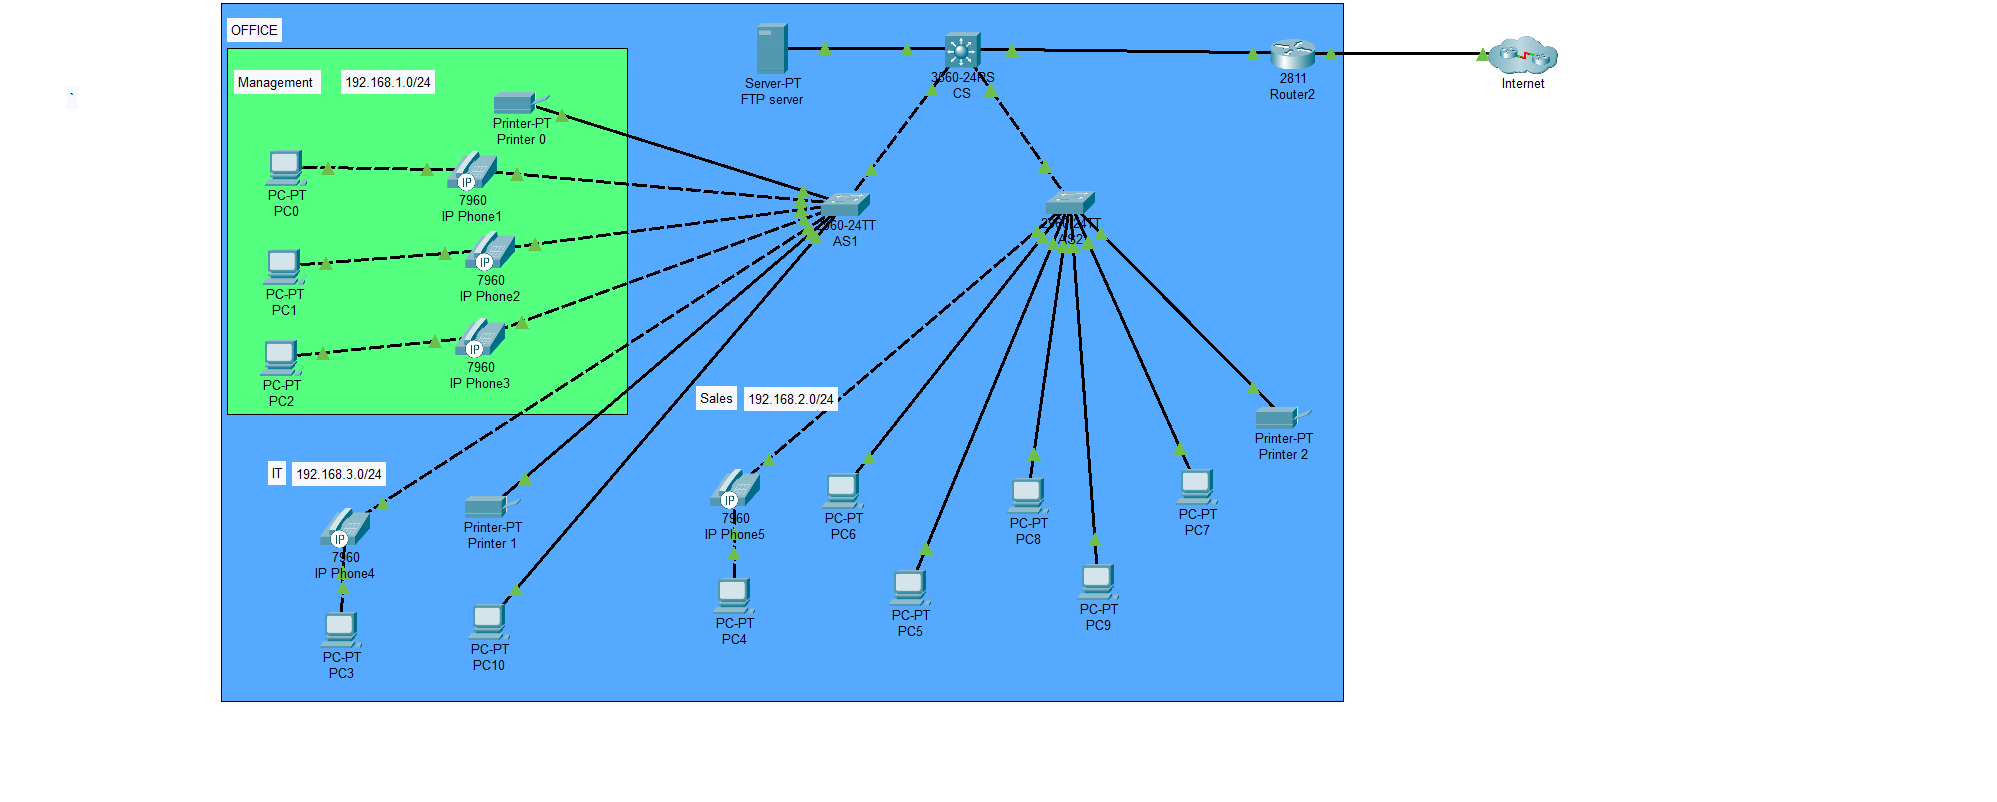 OFFICE
Management
192.168.1.0/24
`
Printer-PT
Printer 0
PC-PT
PC0
IP
7960
IP Phone1
PC-PT
PC1
IP
7960
IP Phone2
PC-PT
PC2
IP
7960
IP Phone3
Server-PT
FTP server
3560-24PS
CS
2811
Router2
Internet
2960-24TT
AS1
2960-24TT
AS2
Sales
192.168.2.0/24
IT
192.168.3.0/24
IP
7960
IP Phone4
PC-PT
PC3
Printer-PT
Printer 1
PC-PT
PC10
IP
7960
IP Phone5
PC-PT
PC4
PC-PT
PC6
PC-PT
PC5
PC-PT
PC8
PC-PT
PC9
PC-PT
PC7
Printer-PT
Printer 2